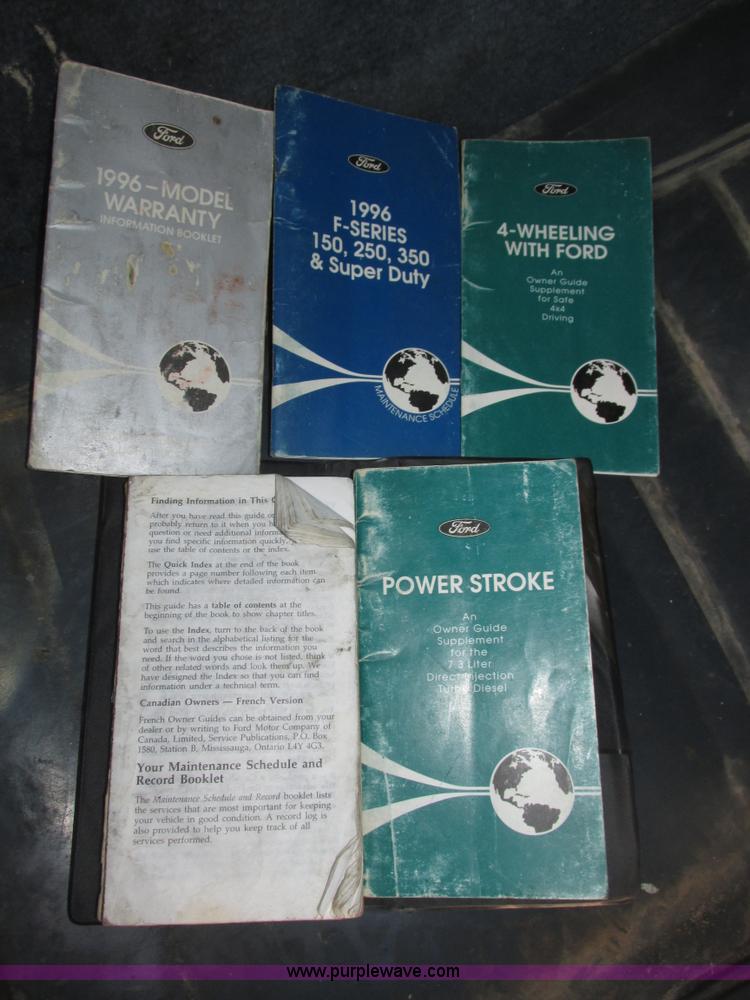 Ford
1996-MODEL
WARRANTY
INFORMATION BOOKLET
Ford
1996
F-SERIES
150, 250, 350
& Super Duty
MAINTENANCE SCHEDULE
Ford
4-WHEELING
WITH FORD
An
Owner Guide
Supplement
for Safe
4x4
Driving
Finding Information in This
After you have read this guide
probably return to it when you
question or need additional
you find specific information quickly,
use the table of contents or the index.
The Quick Index at the end of the book
provides a page number following each item
which indicates where detailed information can
be found.
This guide has a table of contents at the
beginning of the book to show chapter titles.
To use the Index, turn to the back of the book
and search in the alphabetical listing for the
word that best describes the information you
need. If the word you chose is not listed, think
of other related words and look them up. We
have designed the Index so that you can find
information under a technical term.
Canadian Owners — French Version
French Owner Guides can be obtained from your
dealer or by writing to Ford Motor Company of
Canada, Limited, Service Publications, P.O. Box
1580, Station B, Mississauga, Ontario L4Y 4G3.
Your Maintenance Schedule and
Record Booklet
The Maintenance Schedule and Record booklet lists
the services that are most important for keeping
your vehicle in good condition. A record log is
also provided to help you keep track of all
services performed.
Ford
POWER STROKE
An
Owner Guide
Supplement
for the
7.3 Liter
Direct Injection
Turbo Diesel
www.purplewave.com